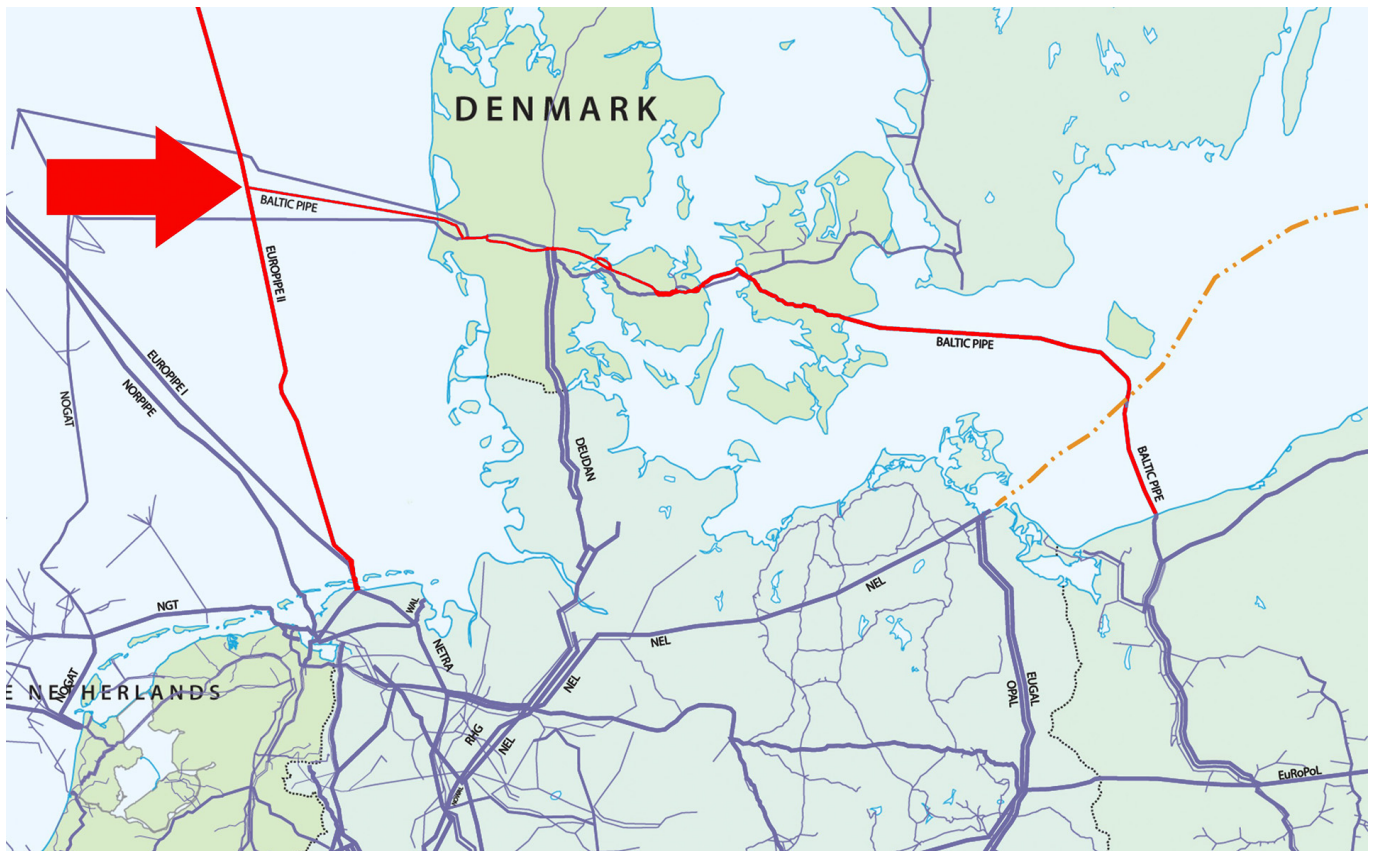 DENMARK
BALTIC PIPE
EUROPIPE II
BALTIC PIPE
EUROPIPE I
NORPIPE
NOGAT
DEUDAN
BALTIC PIPE
NGT
WAL
NETRA
NEL
NEL
NEL
NOGAT
E NETHERLANDS
RHG
NEL
OPAL
EUGAL
EuRoPoL